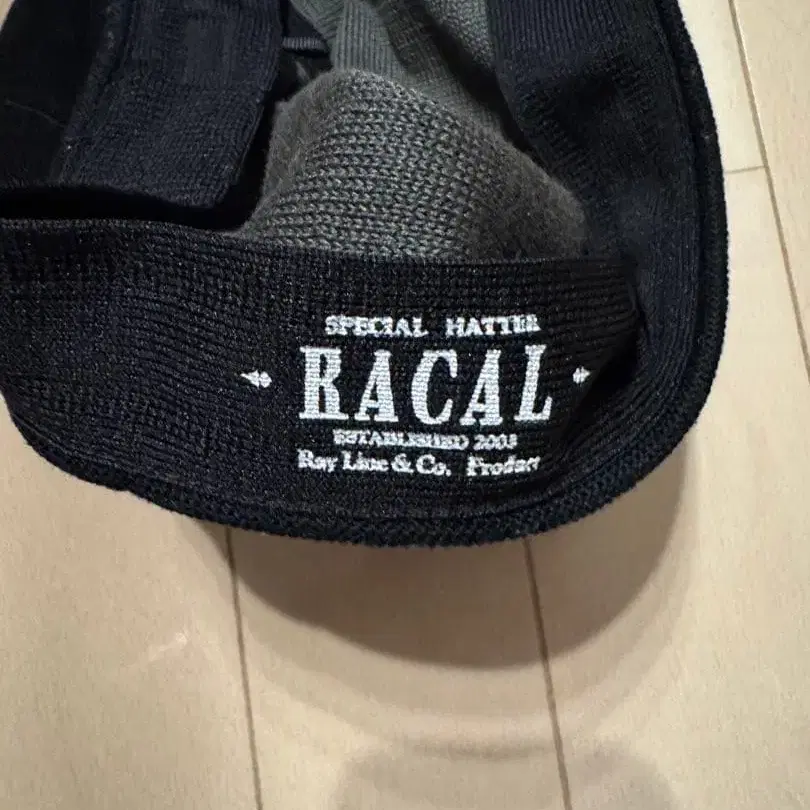 SPECIAL HATTER
RACAL
ESTABLISHED 2003
Ray Line & Co. Product